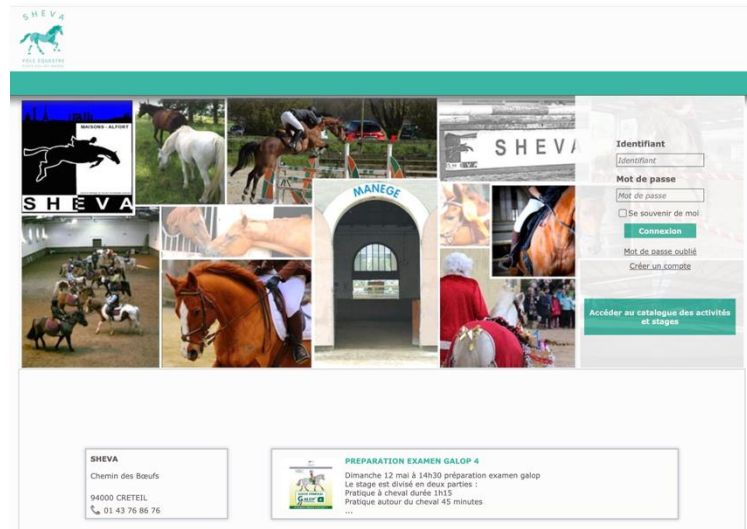 SHEVA
POLE EQUESTRE
MAISONS - ALFORT
SHEVA
SHEVA
SHEVA
MANEGE
Identifiant
Identifiant
Mot de passe
Mot de passe
Se souvenir de moi
Connexion
Mot de passe oublié
Créer un compte
Accéder au catalogue des activités
et stages
SHEVA
Chemin des Bœufs
94000 CRETEIL
01 43 76 86 76
PREPARATION EXAMEN GALOP 4
Dimanche 12 mai à 14h30 préparation examen galop
Le stage est divisé en deux parties :
Pratique à cheval durée 1h15
Pratique autour du cheval 45 minutes
...